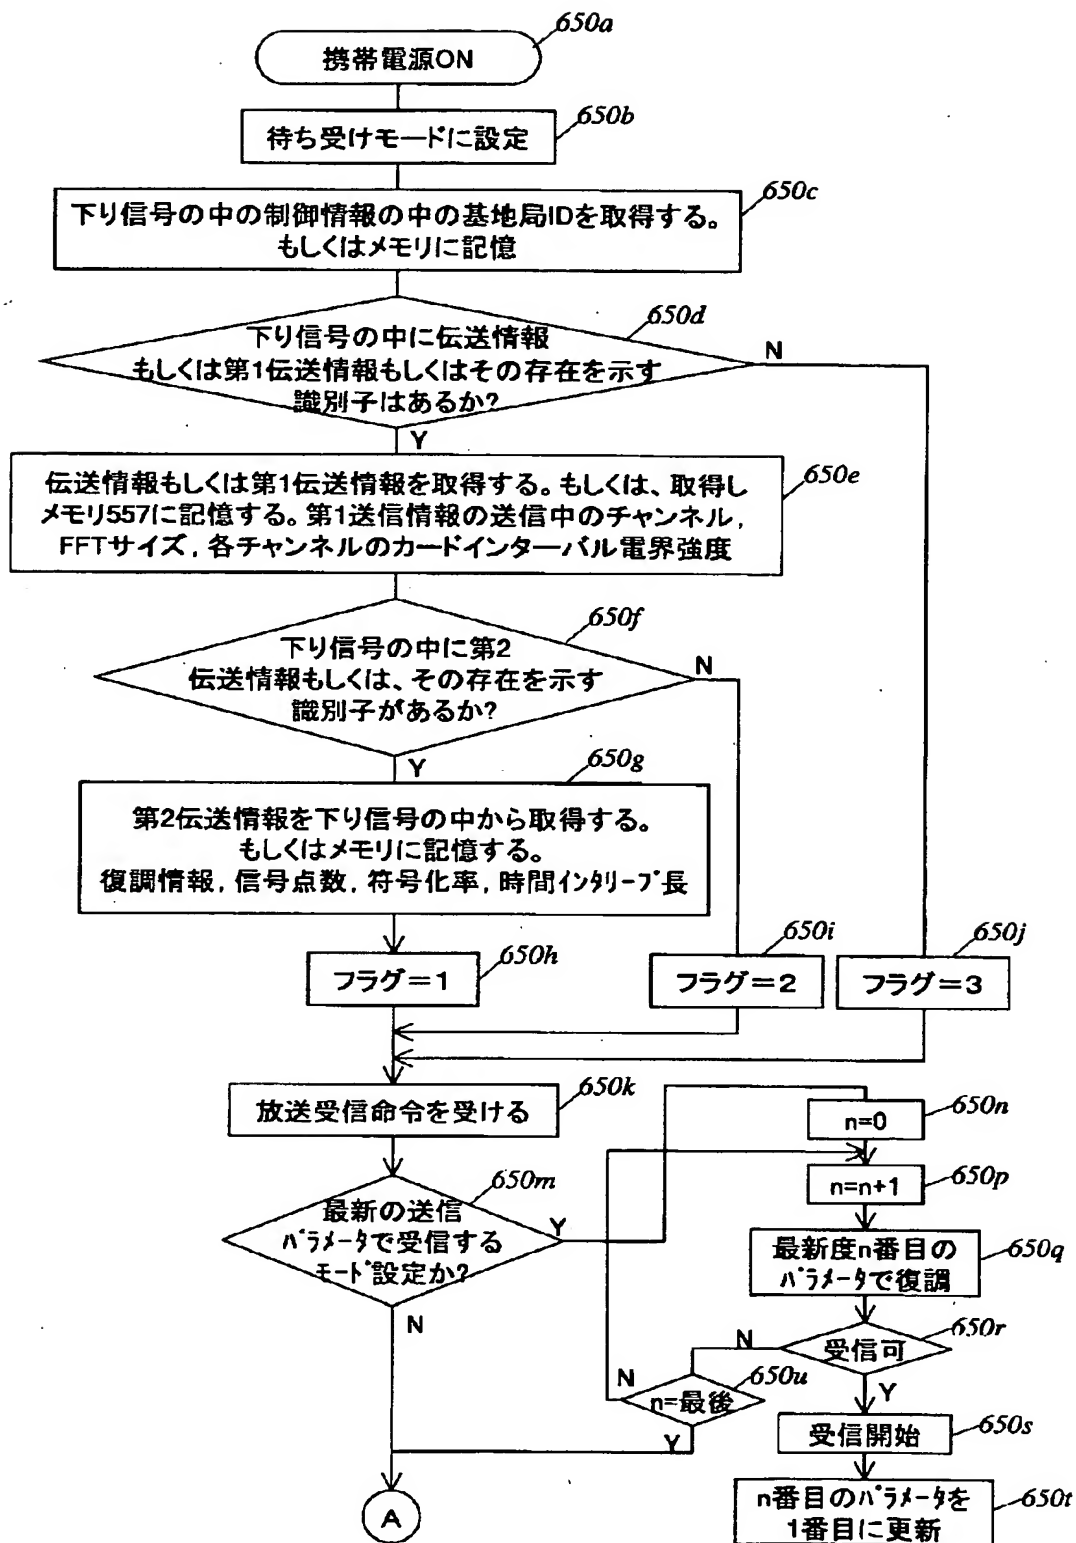 650a
携帯電源ON
650b
待ち受けモードに設定
650c
下り信号の中の制御情報の中の基地局IDを取得する。
もしくはメモリに記憶
650d
下り信号の中に伝送情報
もしくは第1伝送情報もしくはその存在を示す
識別子はあるか?
N
Y
650e
伝送情報もしくは第1伝送情報を取得する。もしくは、取得し
メモリ557に記憶する。第1送信情報の送信中のチャンネル,
FFTサイズ, 各チャンネルのカードインターバル電界強度
650f
下り信号の中に第2
伝送情報もしくは、その存在を示す
識別子があるか?
N
Y
650g
第2伝送情報を下り信号の中から取得する。
もしくはメモリに記憶する。
復調情報, 信号点数, 符号化率, 時間インタリーブ長
650h
フラグ=1
650i
フラグ=2
650j
フラグ=3
650k
放送受信命令を受ける
650m
最新の送信
パラメータで受信する
モード設定か?
Y
N
650n
n=0
650p
n=n+1
650q
最新度n番目の
パラメータで復調
650r
受信可
N
Y
650u
n=最後
N
Y
650s
受信開始
650t
n番目のパラメータを
1番目に更新
A